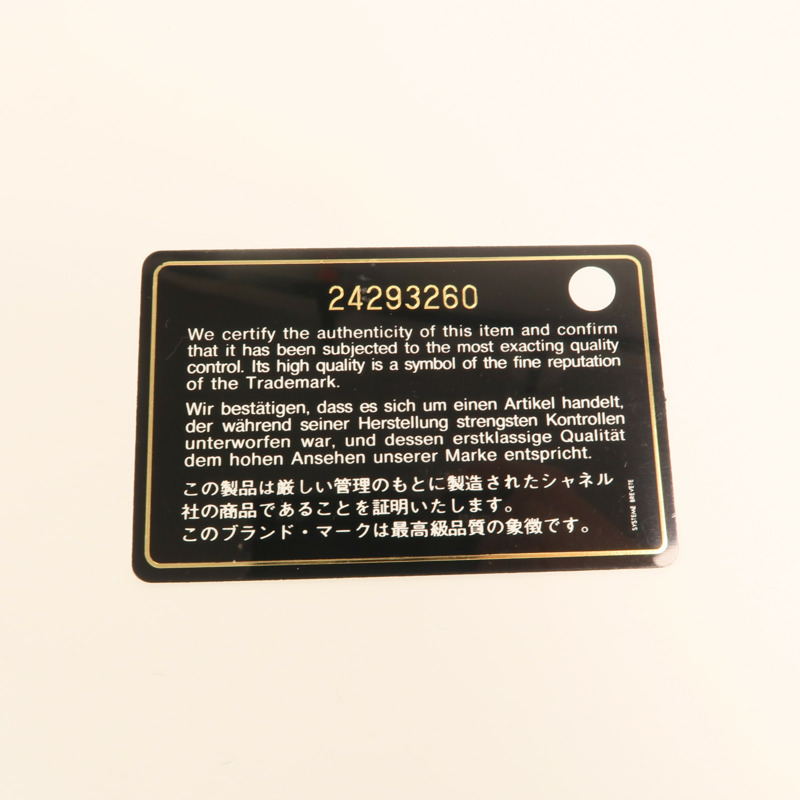 24293260
We certify the authenticity of this item and confirm
that it has been subjected to the most exacting quality
control. Its high quality is a symbol of the fine reputation
of the Trademark.
Wir bestätigen, dass es sich um einen Artikel handelt,
der während seiner Herstellung strengsten Kontrollen
unterworfen war, und dessen erstklassige Qualität
dem hohen Ansehen unserer Marke entspricht.
この製品は厳しい管理のもとに製造されたシャネル
社の商品であることを証明いたします。
このブランド・マークは最高級品質の象徴です。
SYSTEME BREVETE